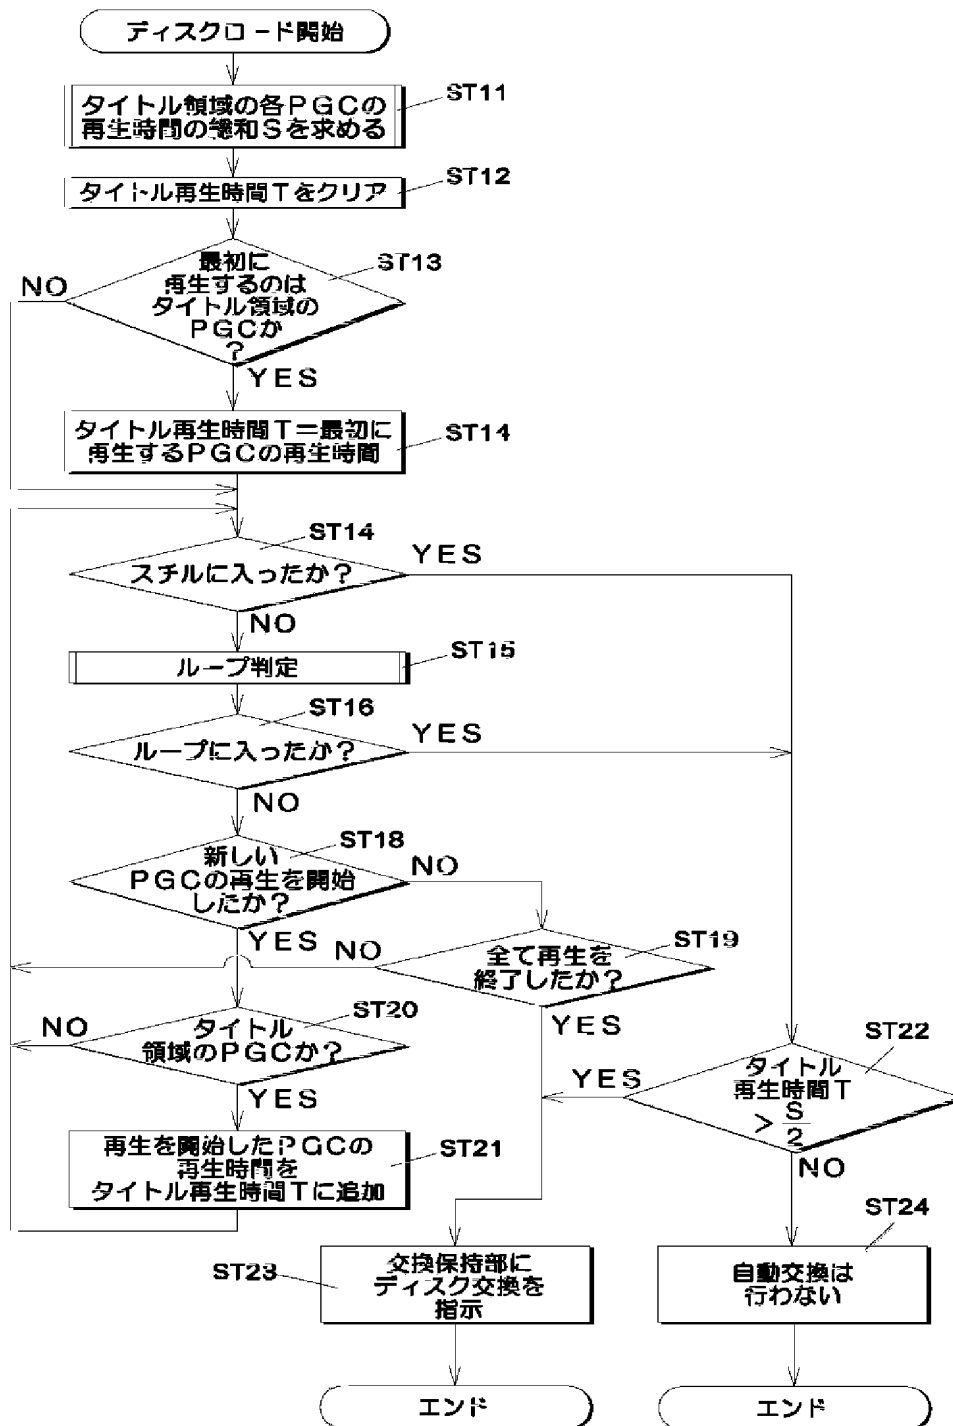 ディスクロード開始
ST11
タイトル領域の各PGCの
再生時間の総和Sを求める
ST12
タイトル再生時間Tをクリア
ST13
最初に
再生するのは
タイトル領域の
PGCか
?
NO
YES
ST14
タイトル再生時間T=最初に
再生するPGCの再生時間
ST14
スチルに入ったか?
YES
NO
ST15
ループ判定
ST16
ループに入ったか?
YES
NO
ST18
新しい
PGCの再生を開始
したか?
NO
YES
ST19
全て再生を
終了したか?
NO
YES
ST20
タイトル
領域のPGCか?
NO
YES
ST21
再生を開始したPGCの
再生時間を
タイトル再生時間Tに追加
ST22
タイトル
再生時間T
> S/2
YES
NO
ST23
交換保持部に
ディスク交換を
指示
ST24
自動交換は
行わない
エンド
エンド